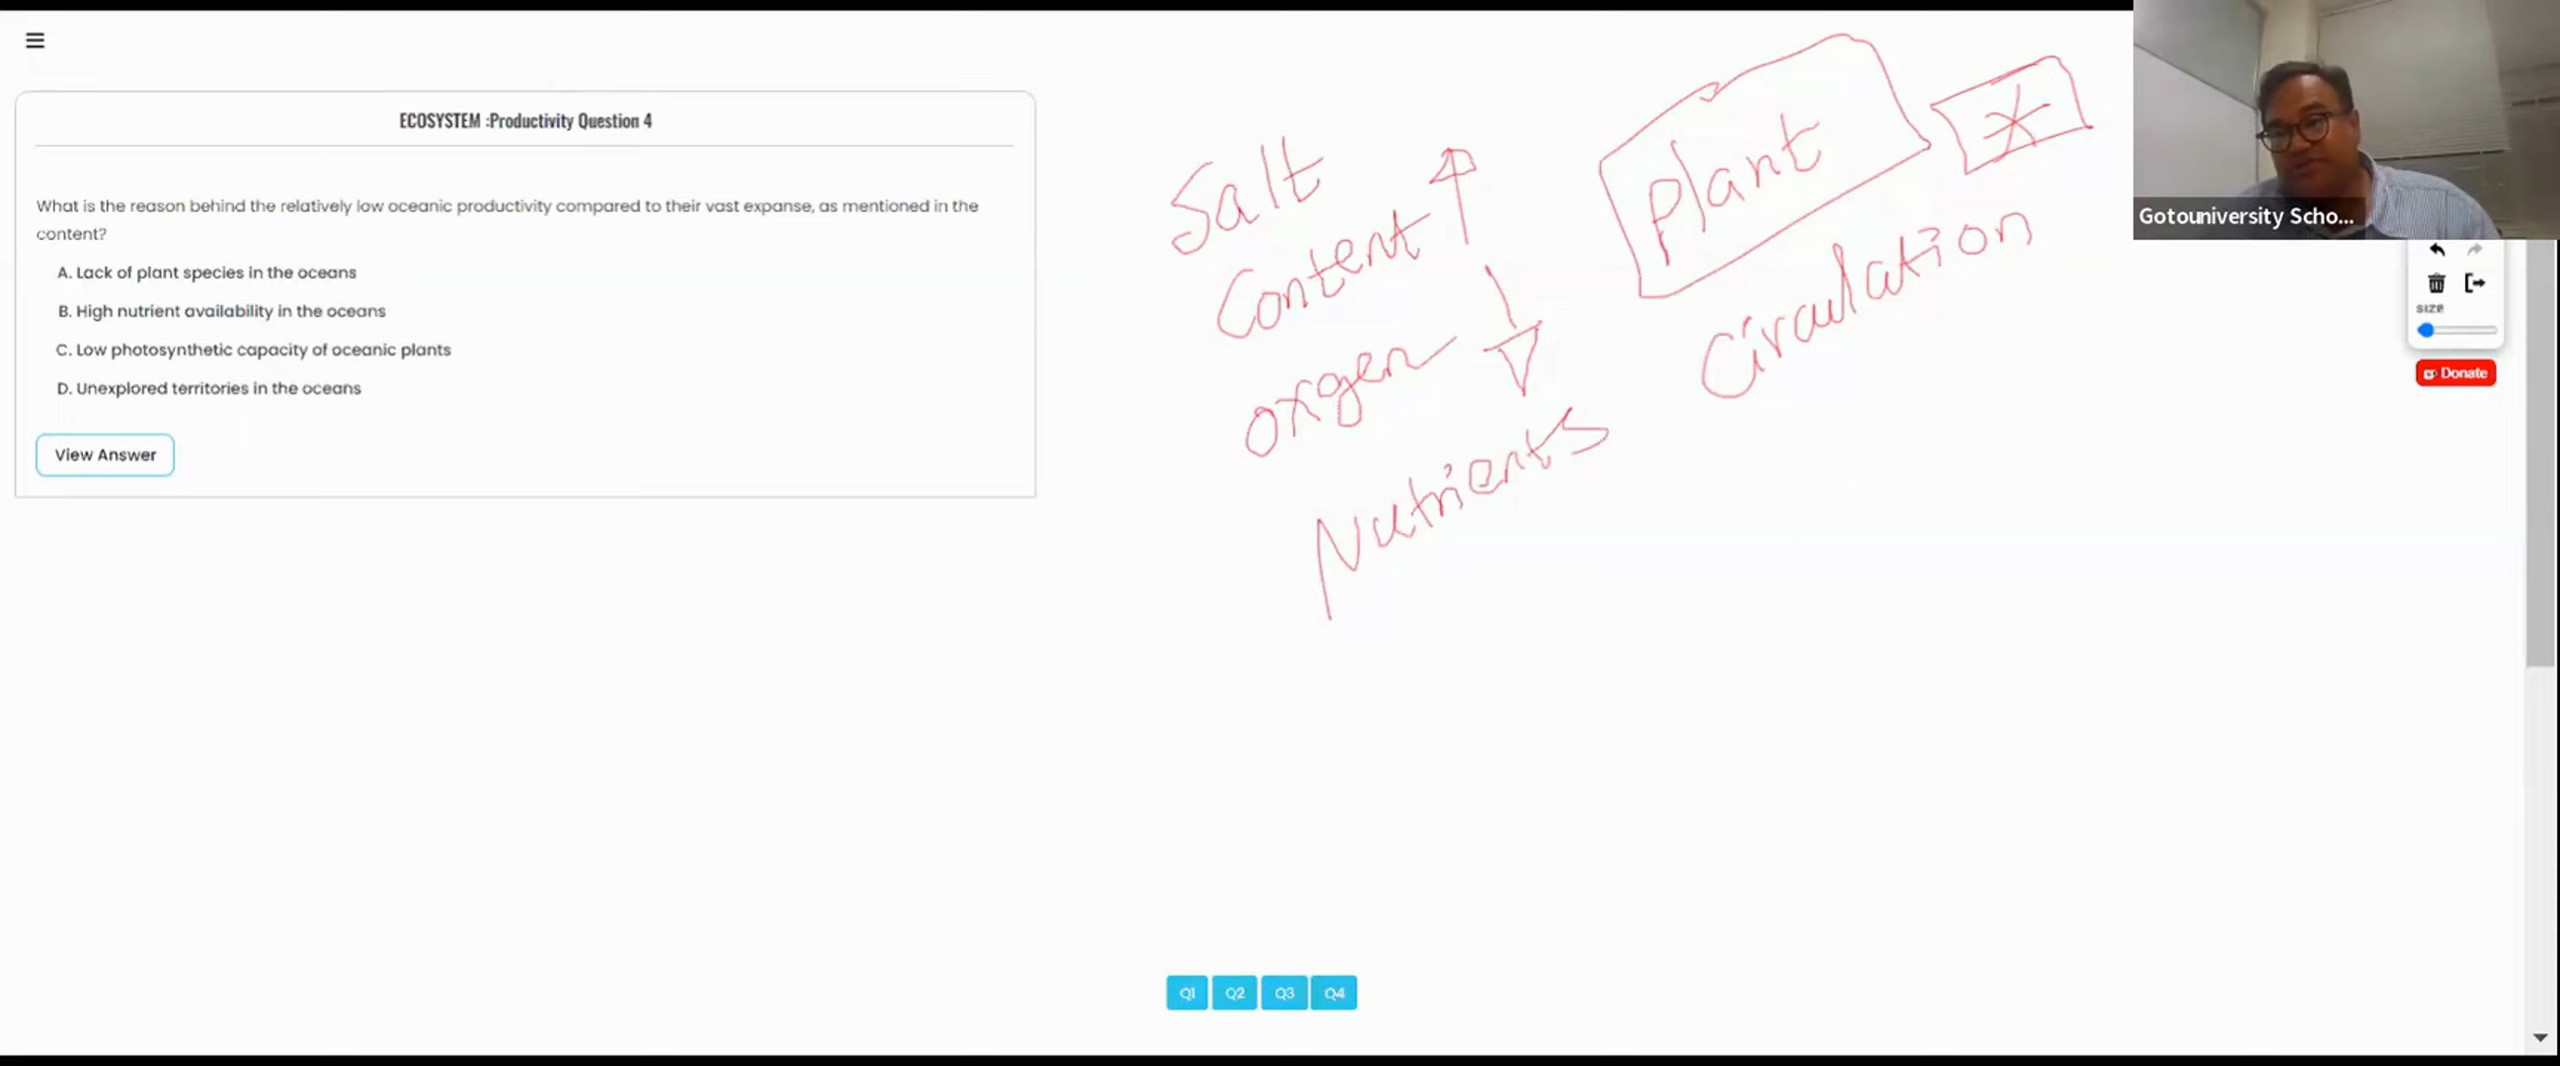 ECOSYSTEM :Productivity Question 4
What is the reason behind the relatively low oceanic productivity compared to their vast expanse, as mentioned in the
content?
A. Lack of plant species in the oceans
B. High nutrient availability in the oceans
C. Low photosynthetic capacity of oceanic plants
D. Unexplored territories in the oceans
View Answer
Salt
Content
oxgen
Nutrients
Plant
Circulation
Gotouniversity Scho...
size
Donate
Q1 Q2 Q3 Q4